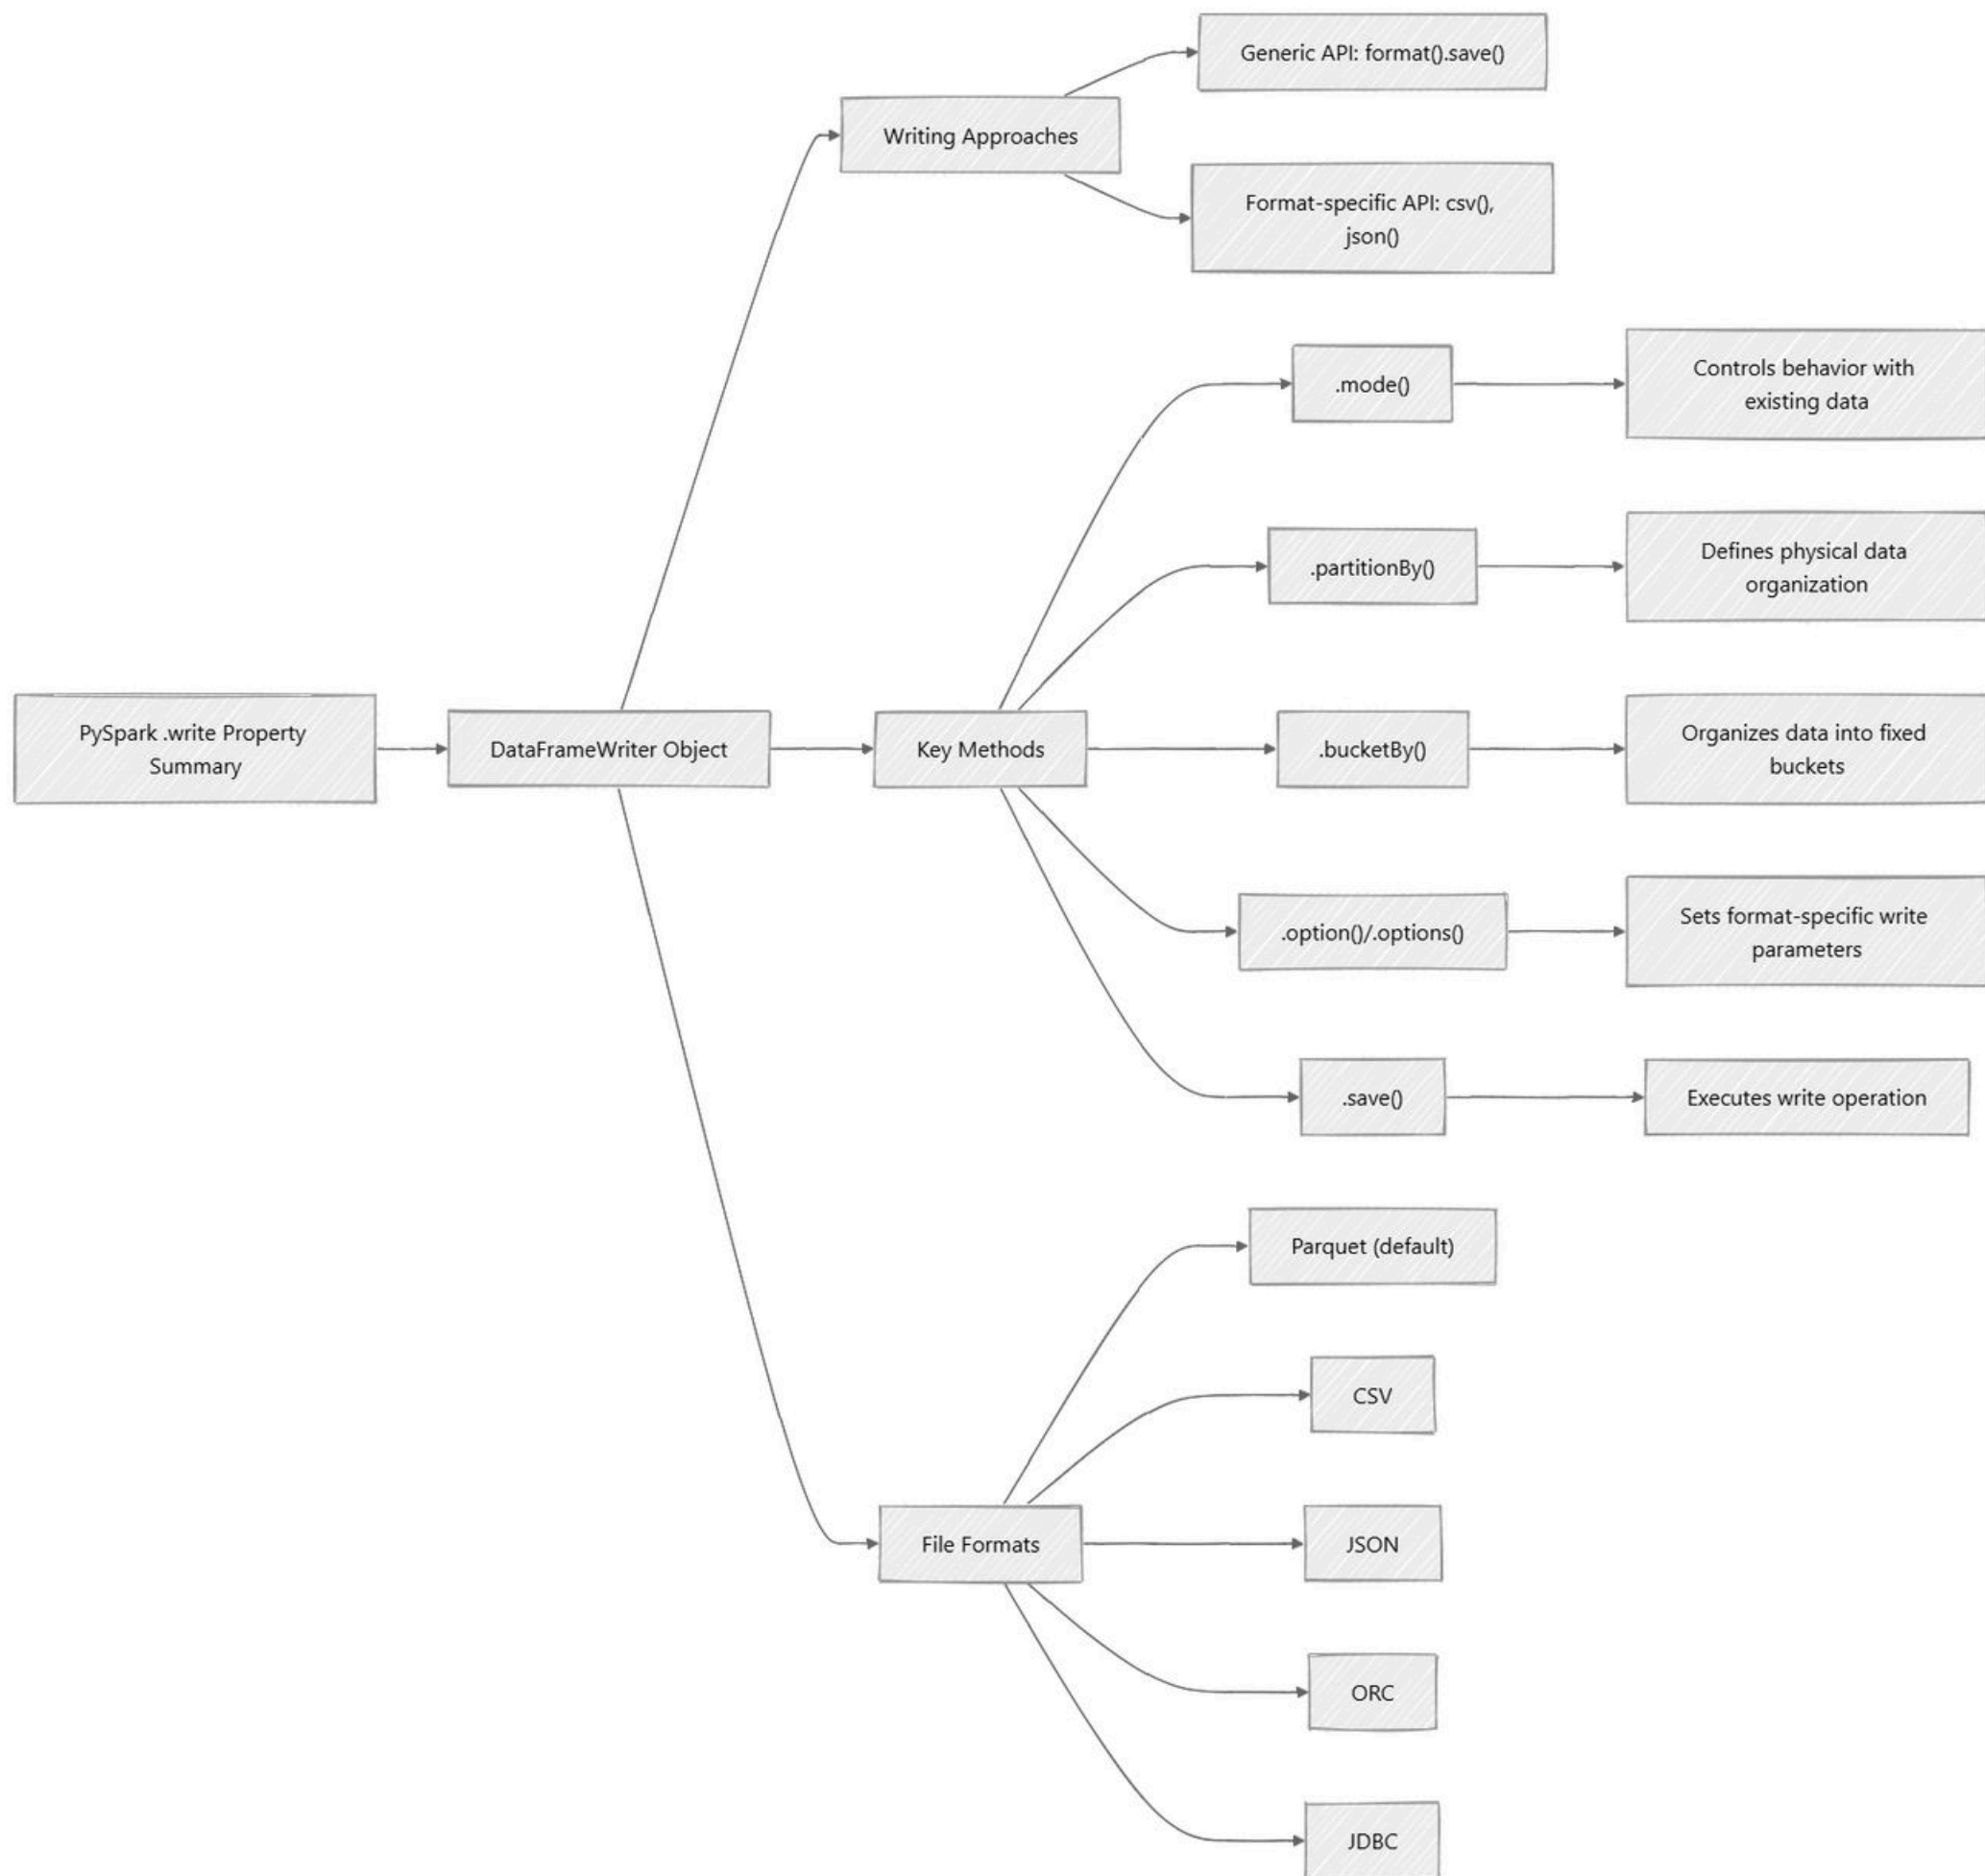 PySpark .write Property
Summary
DataFrameWriter Object
Writing Approaches
Generic API: format().save()
Format-specific API: csv(),
json()
Key Methods
.mode()
Controls behavior with
existing data
.partitionBy()
Defines physical data
organization
.bucketBy()
Organizes data into fixed
buckets
.option()/.options()
Sets format-specific write
parameters
.save()
Executes write operation
File Formats
Parquet (default)
CSV
JSON
ORC
JDBC